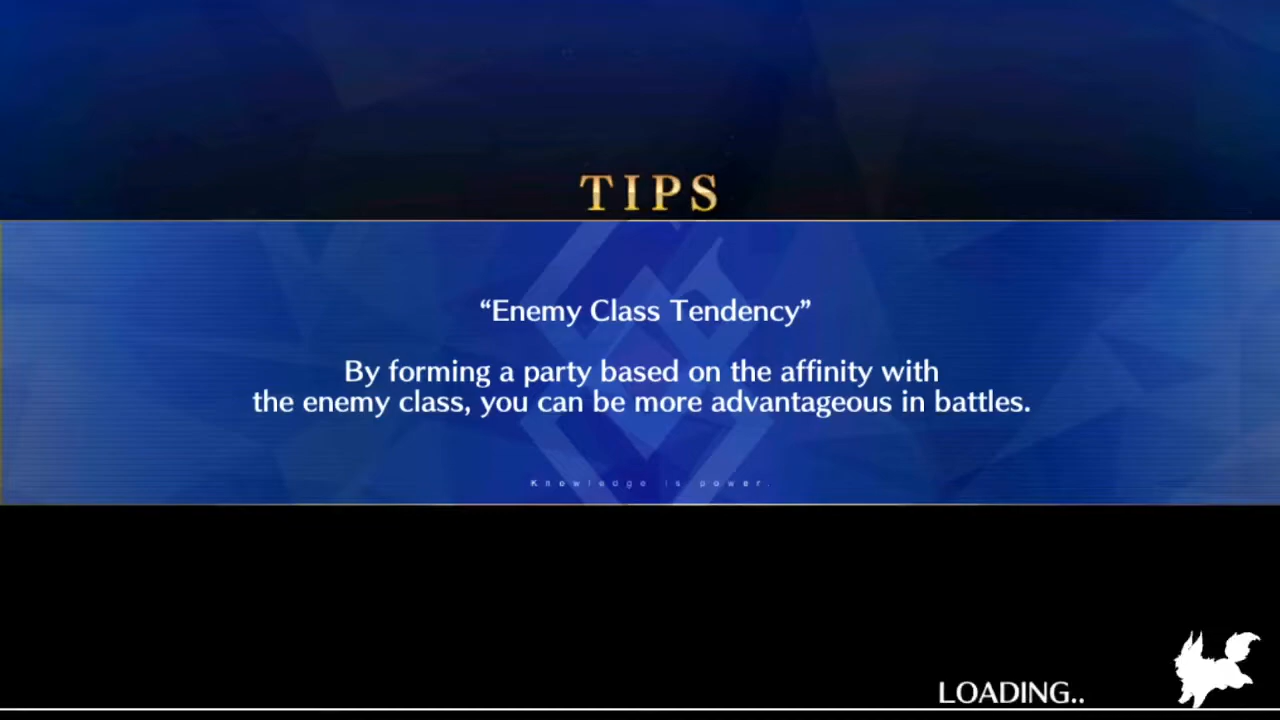 TIPS
“Enemy Class Tendency”
By forming a party based on the affinity with
the enemy class, you can be more advantageous in battles.
Knowledge is power.
LOADING..